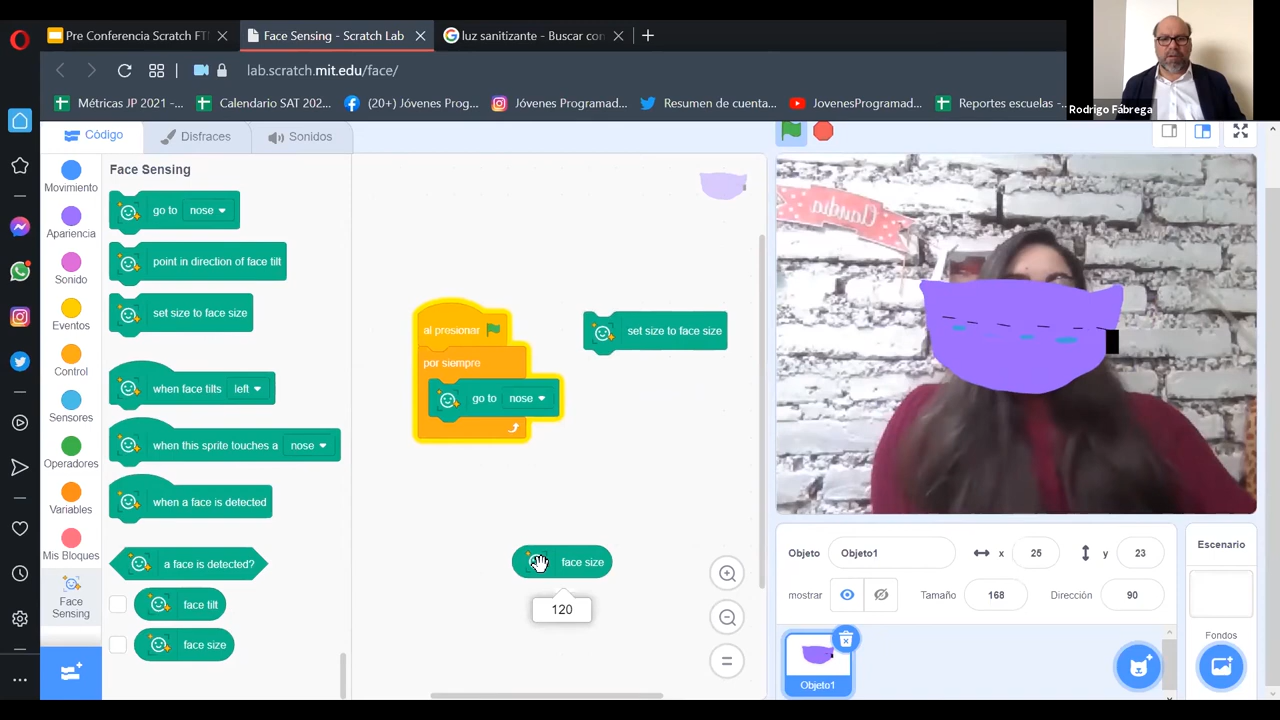 Pre Conferencia Scratch FTI
Face Sensing - Scratch Lab
luz sanitizante - Buscar con
lab.scratch.mit.edu/face/
Métricas JP 2021 -...
Calendario SAT 202...
(20+) Jóvenes Prog...
Jóvenes Programad...
Resumen de cuenta...
JovenesProgramad...
Reportes escuelas -...
Rodrigo Fábrega
Código
Disfraces
Sonidos
Movimiento
Apariencia
Sonido
Eventos
Control
Sensores
Operadores
Variables
Mis Bloques
Face
Sensing
Face Sensing
go to nose
point in direction of face tilt
set size to face size
when face tilts left
when this sprite touches a nose
when a face is detected
a face is detected?
face tilt
face size
al presionar
por siempre
go to nose
set size to face size
face size
120
Claudia
Objeto
Objeto1
x
25
y
23
mostrar
Tamaño
168
Dirección
90
Objeto1
Escenario
Fondos